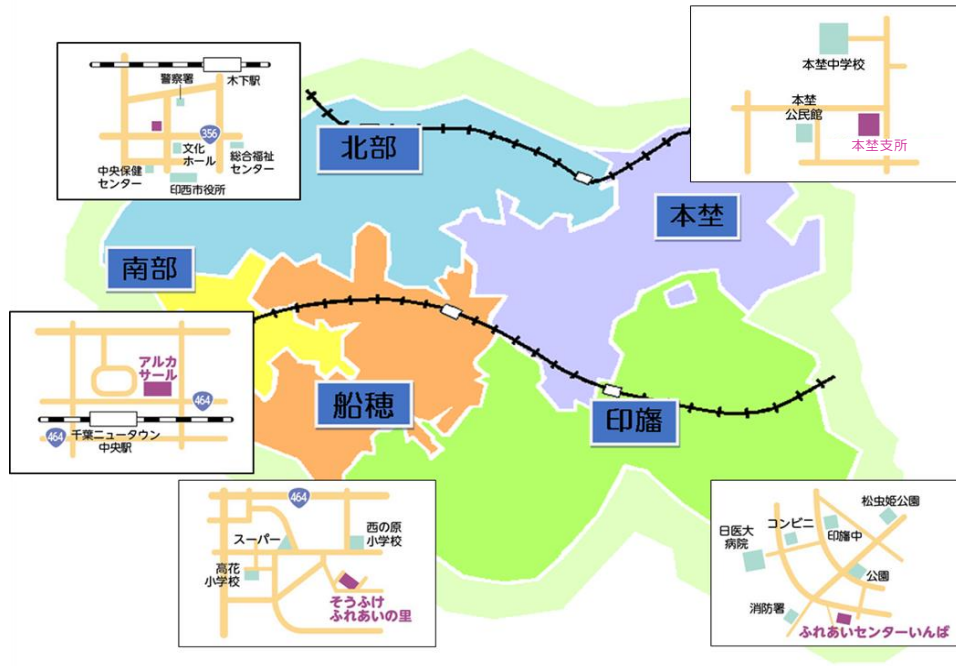 警察署
木下駅
356
文化
ホール
総合福祉
センター
中央保健
センター
印西市役所
北部
本埜中学校
本埜
公民館
本埜支所
本埜
南部
アルカ
サール
464
464
千葉ニュータウン
中央駅
船穂
印旛
464
スーパー
西の原
小学校
高花
小学校
そうふけ
ふれあいの里
松虫姫公園
コンビニ
印旛中
日医大
病院
公園
消防署
ふれあいセンターいんば